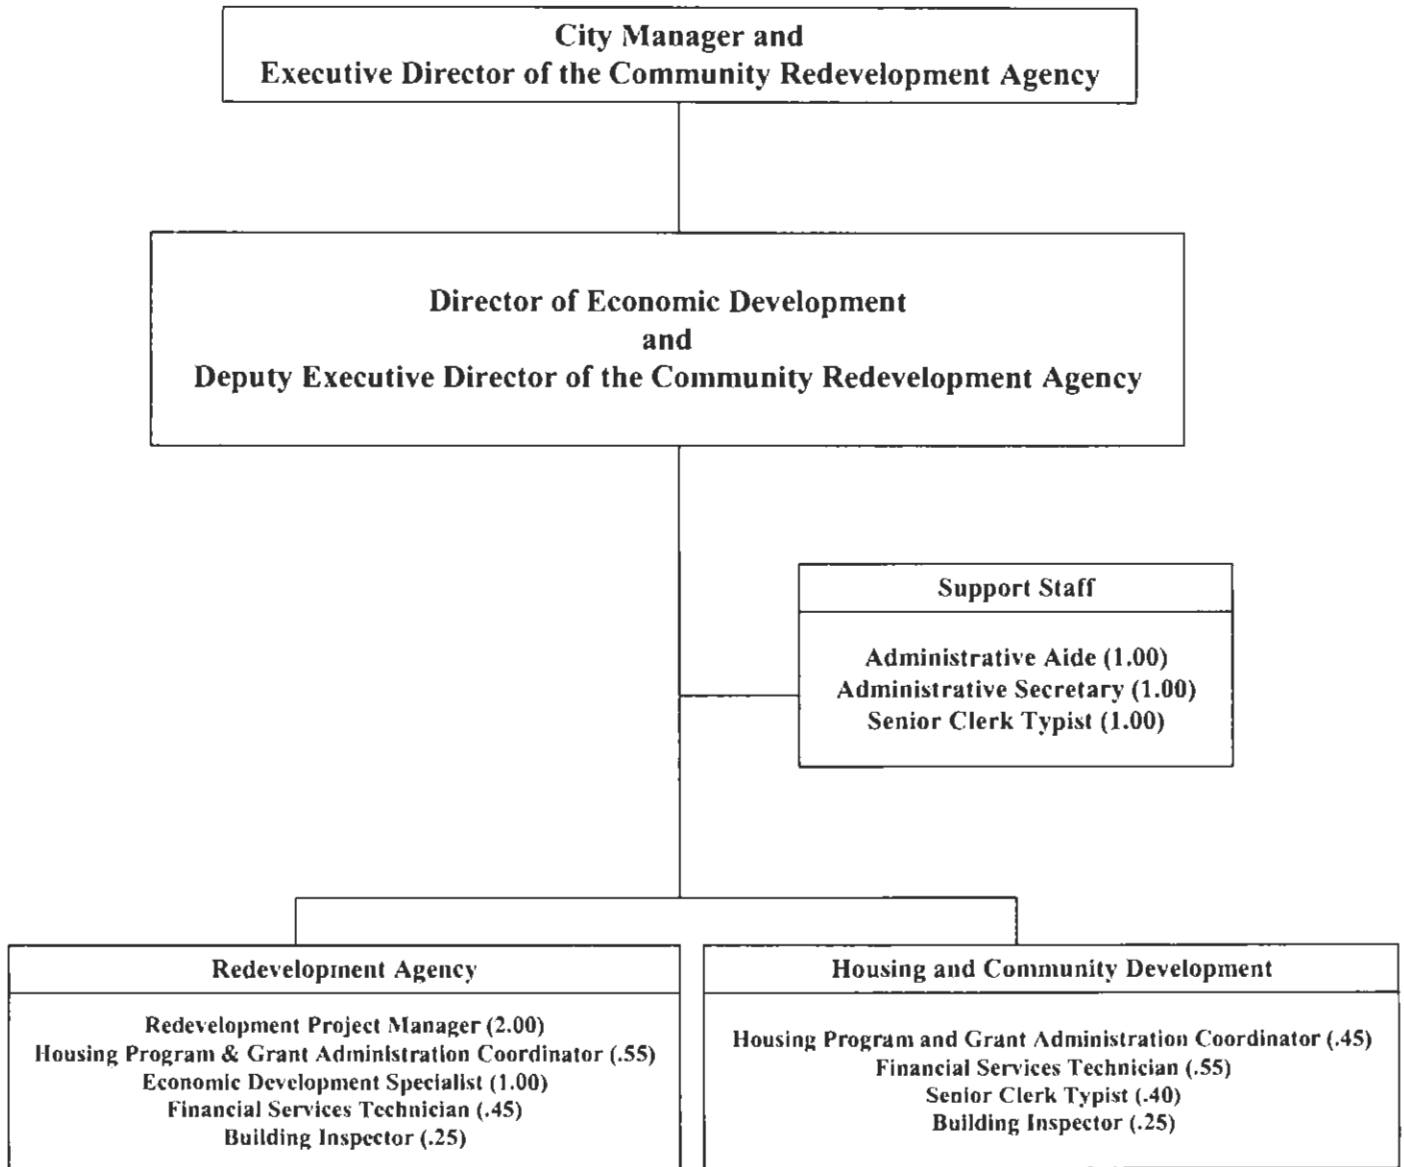 City Manager and
Executive Director of the Community Redevelopment Agency
Director of Economic Development
and
Deputy Executive Director of the Community Redevelopment Agency
Support Staff
Administrative Aide (1.00)
Administrative Secretary (1.00)
Senior Clerk Typist (1.00)
Redevelopment Agency
Redevelopment Project Manager (2.00)
Housing Program & Grant Administration Coordinator (.55)
Economic Development Specialist (1.00)
Financial Services Technician (.45)
Building Inspector (.25)
Housing and Community Development
Housing Program and Grant Administration Coordinator (.45)
Financial Services Technician (.55)
Senior Clerk Typist (.40)
Building Inspector (.25)